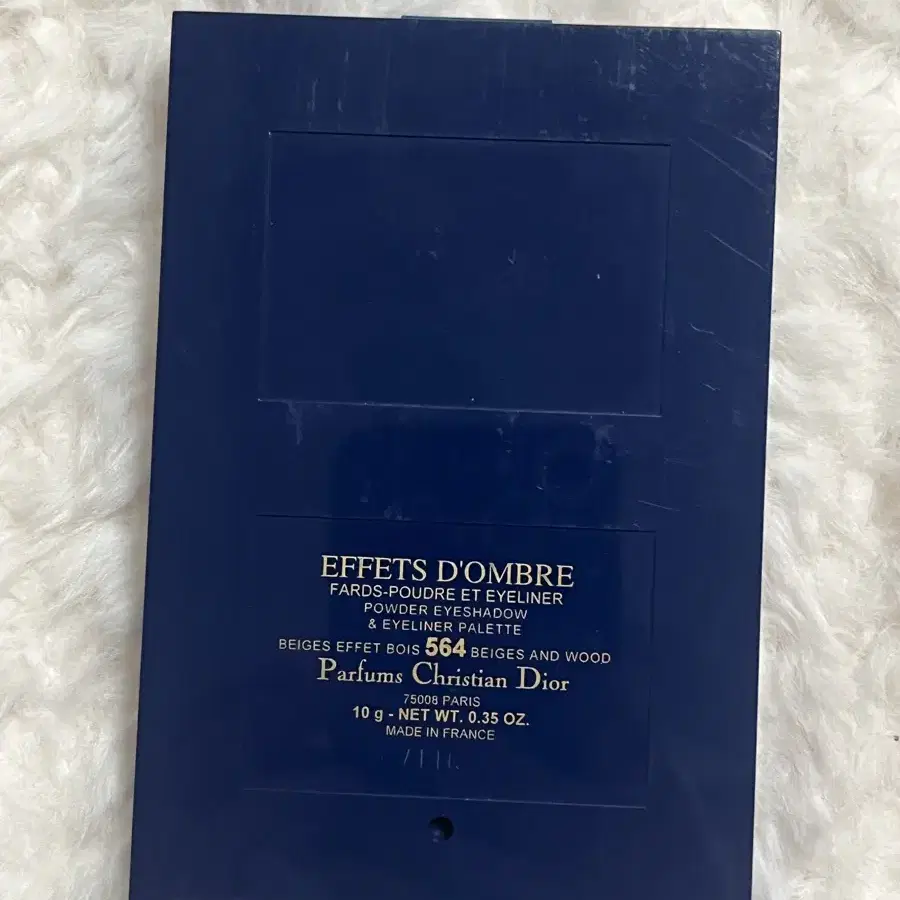 EFFETS D'OMBRE
FARDS-POUDRE ET EYELINER
POWDER EYESHADOW
& EYELINER PALETTE
BEIGES EFFET BOIS 564 BEIGES AND WOOD
Parfums Christian Dior
75008 PARIS
10 g - NET WT. 0.35 OZ.
MADE IN FRANCE